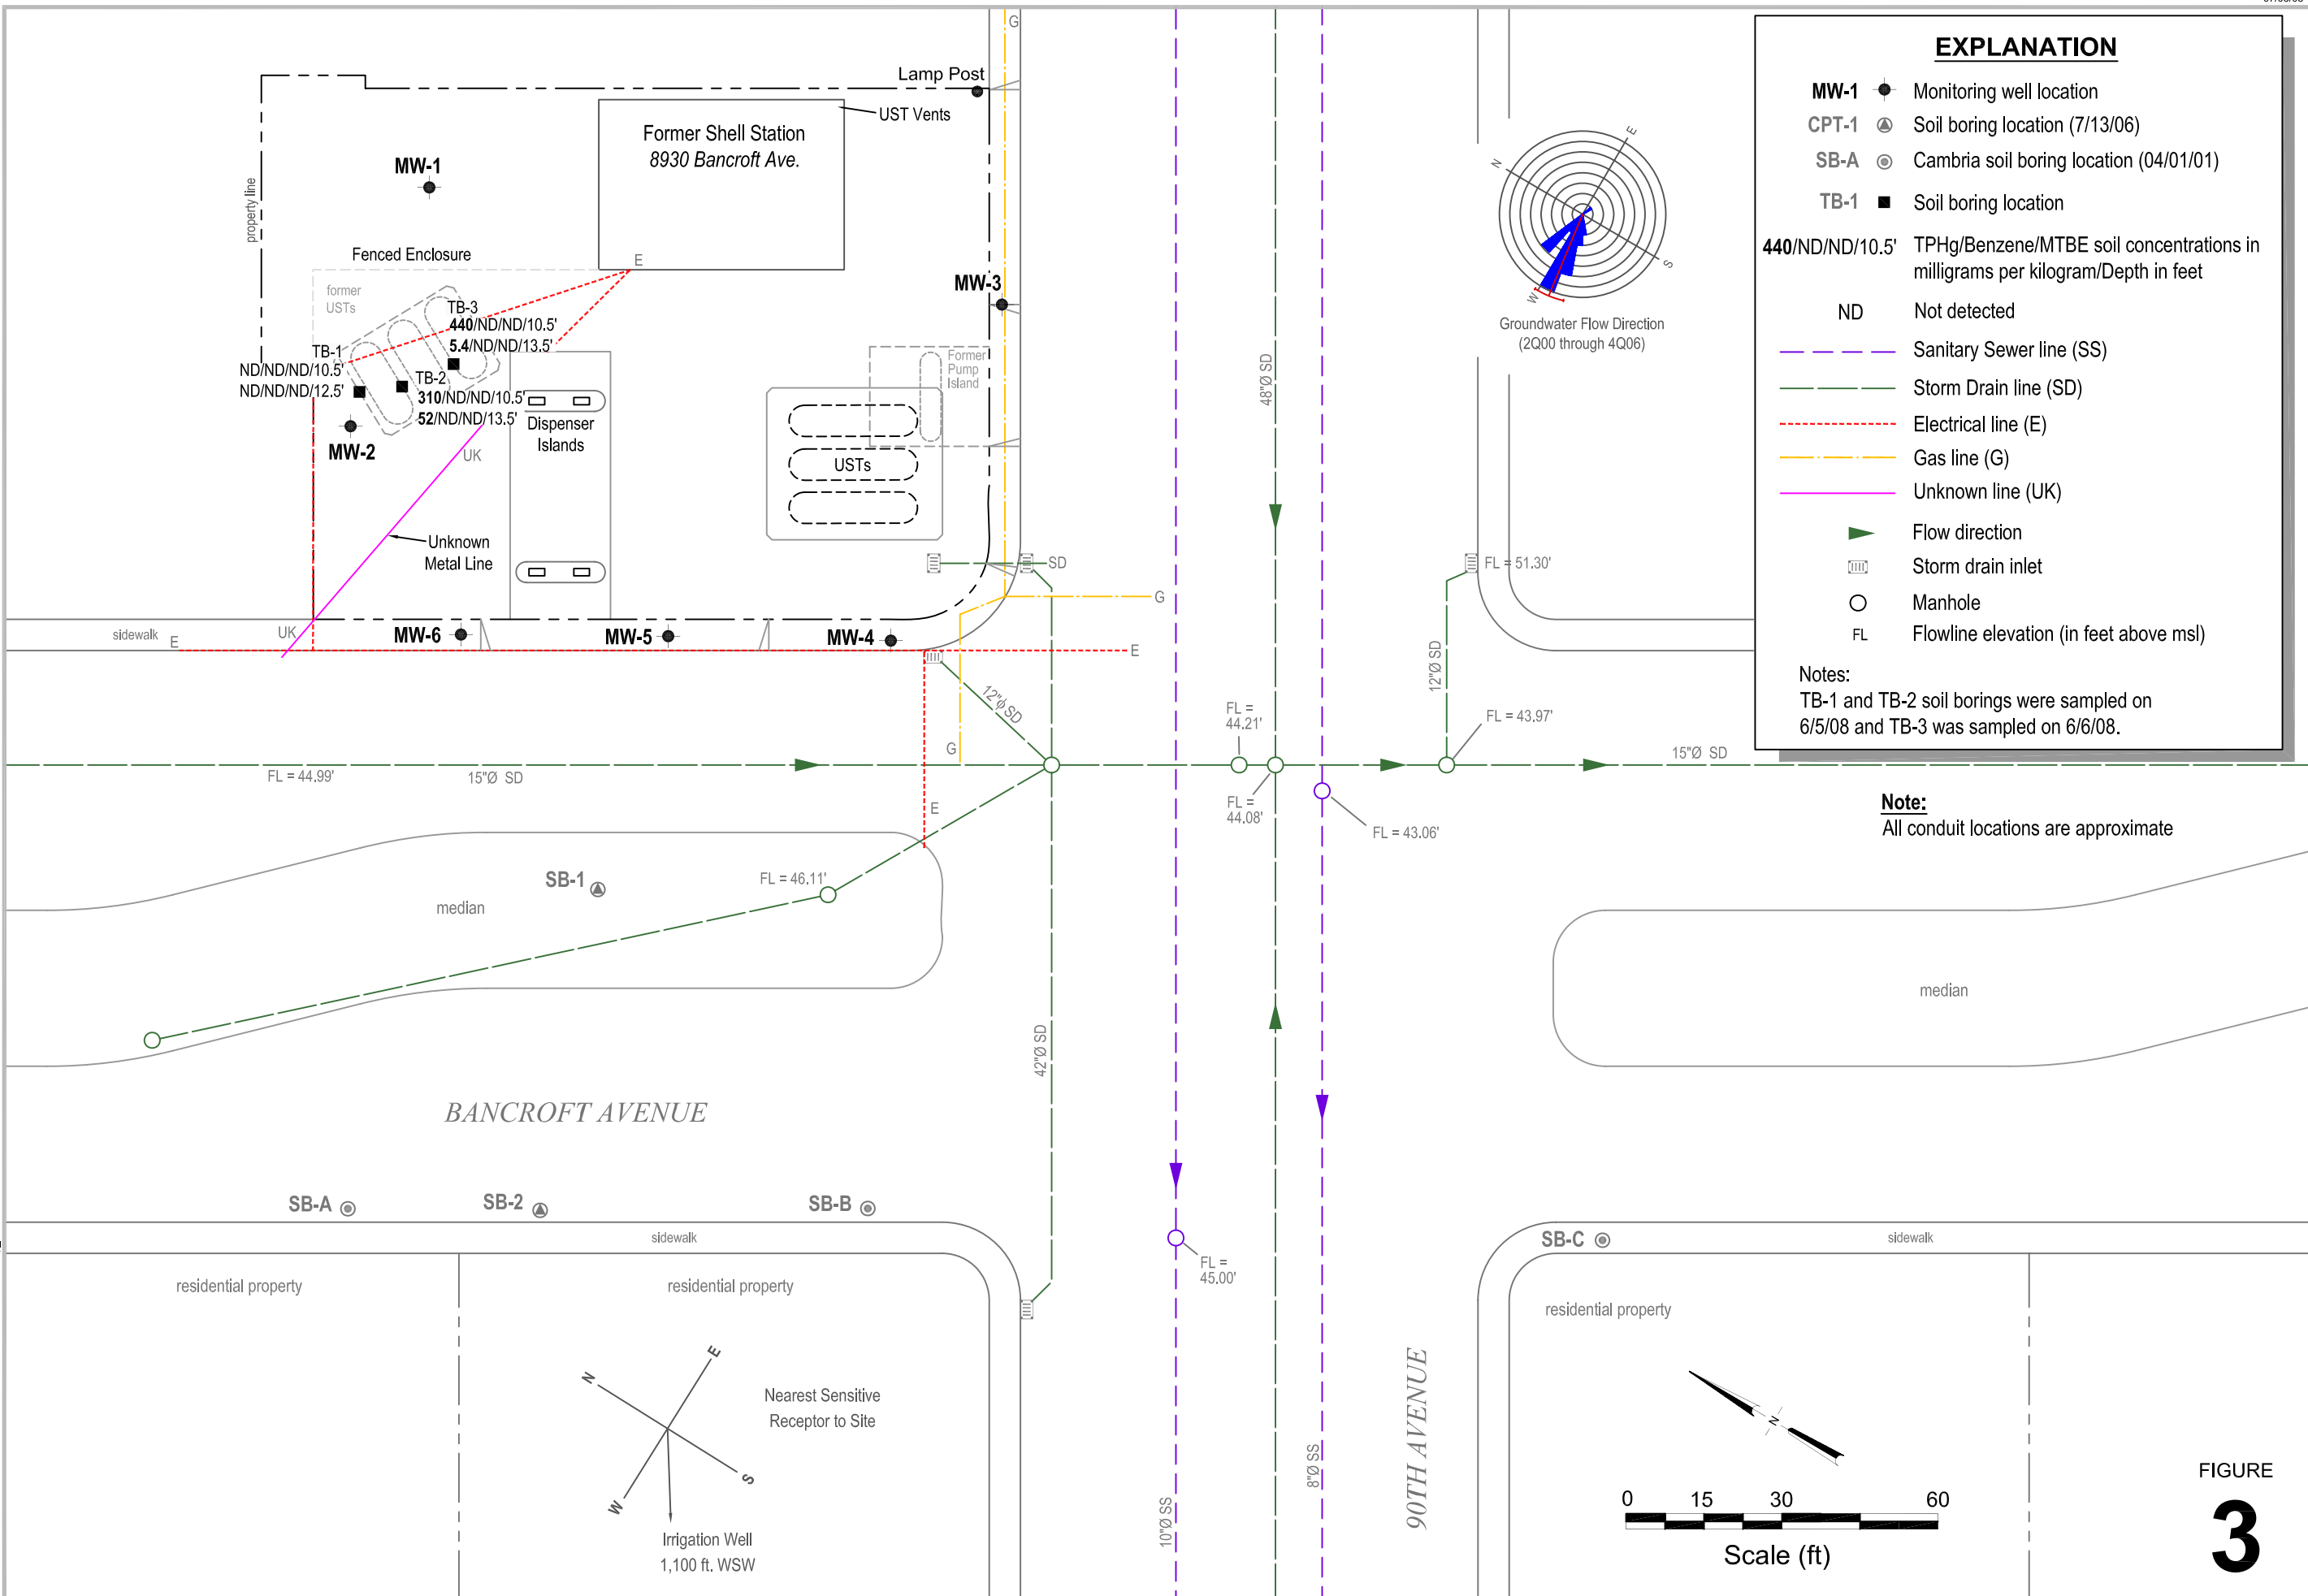 G
Lamp Post
UST Vents
Former Shell Station
8930 Bancroft Ave.
MW-1
property line
Fenced Enclosure
E
MW-3
former
USTs
TB-3
440/ND/ND/10.5'
5.4/ND/ND/13.5'
TB-1
ND/ND/ND/10.5'
ND/ND/ND/12.5'
TB-2
310/ND/ND/10.5'
52/ND/ND/13.5'
MW-2
UK
Dispenser
Islands
Former
Pump
Island
USTs
Unknown
Metal Line
SD
G
sidewalk
E
UK
MW-6
MW-5
MW-4
E
48"Ø SD
N
E
S
W
Groundwater Flow Direction
(2Q00 through 4Q06)
FL = 51.30'
12"Ø SD
12"ϕ SD
G
FL =
44.21'
FL = 43.97'
FL = 44.99'
15"Ø SD
15"Ø SD
E
FL =
44.08'
FL = 43.06'
SB-1
FL = 46.11'
median
median
42"Ø SD
BANCROFT AVENUE
SB-A
SB-2
SB-B
SB-C
sidewalk
sidewalk
FL =
45.00'
residential property
residential property
residential property
N
E
S
W
Nearest Sensitive
Receptor to Site
Irrigation Well
1,100 ft. WSW
10"Ø SS
8"Ø SS
90TH AVENUE
N
0 15 30 60
Scale (ft)
FIGURE
3
EXPLANATION
MW-1 Monitoring well location
CPT-1 Soil boring location (7/13/06)
SB-A Cambria soil boring location (04/01/01)
TB-1 Soil boring location
440/ND/ND/10.5' TPHg/Benzene/MTBE soil concentrations in
milligrams per kilogram/Depth in feet
ND Not detected
Sanitary Sewer line (SS)
Storm Drain line (SD)
Electrical line (E)
Gas line (G)
Unknown line (UK)
Flow direction
Storm drain inlet
Manhole
FL Flowline elevation (in feet above msl)
Notes:
TB-1 and TB-2 soil borings were sampled on
6/5/08 and TB-3 was sampled on 6/6/08.
Note:
All conduit locations are approximate